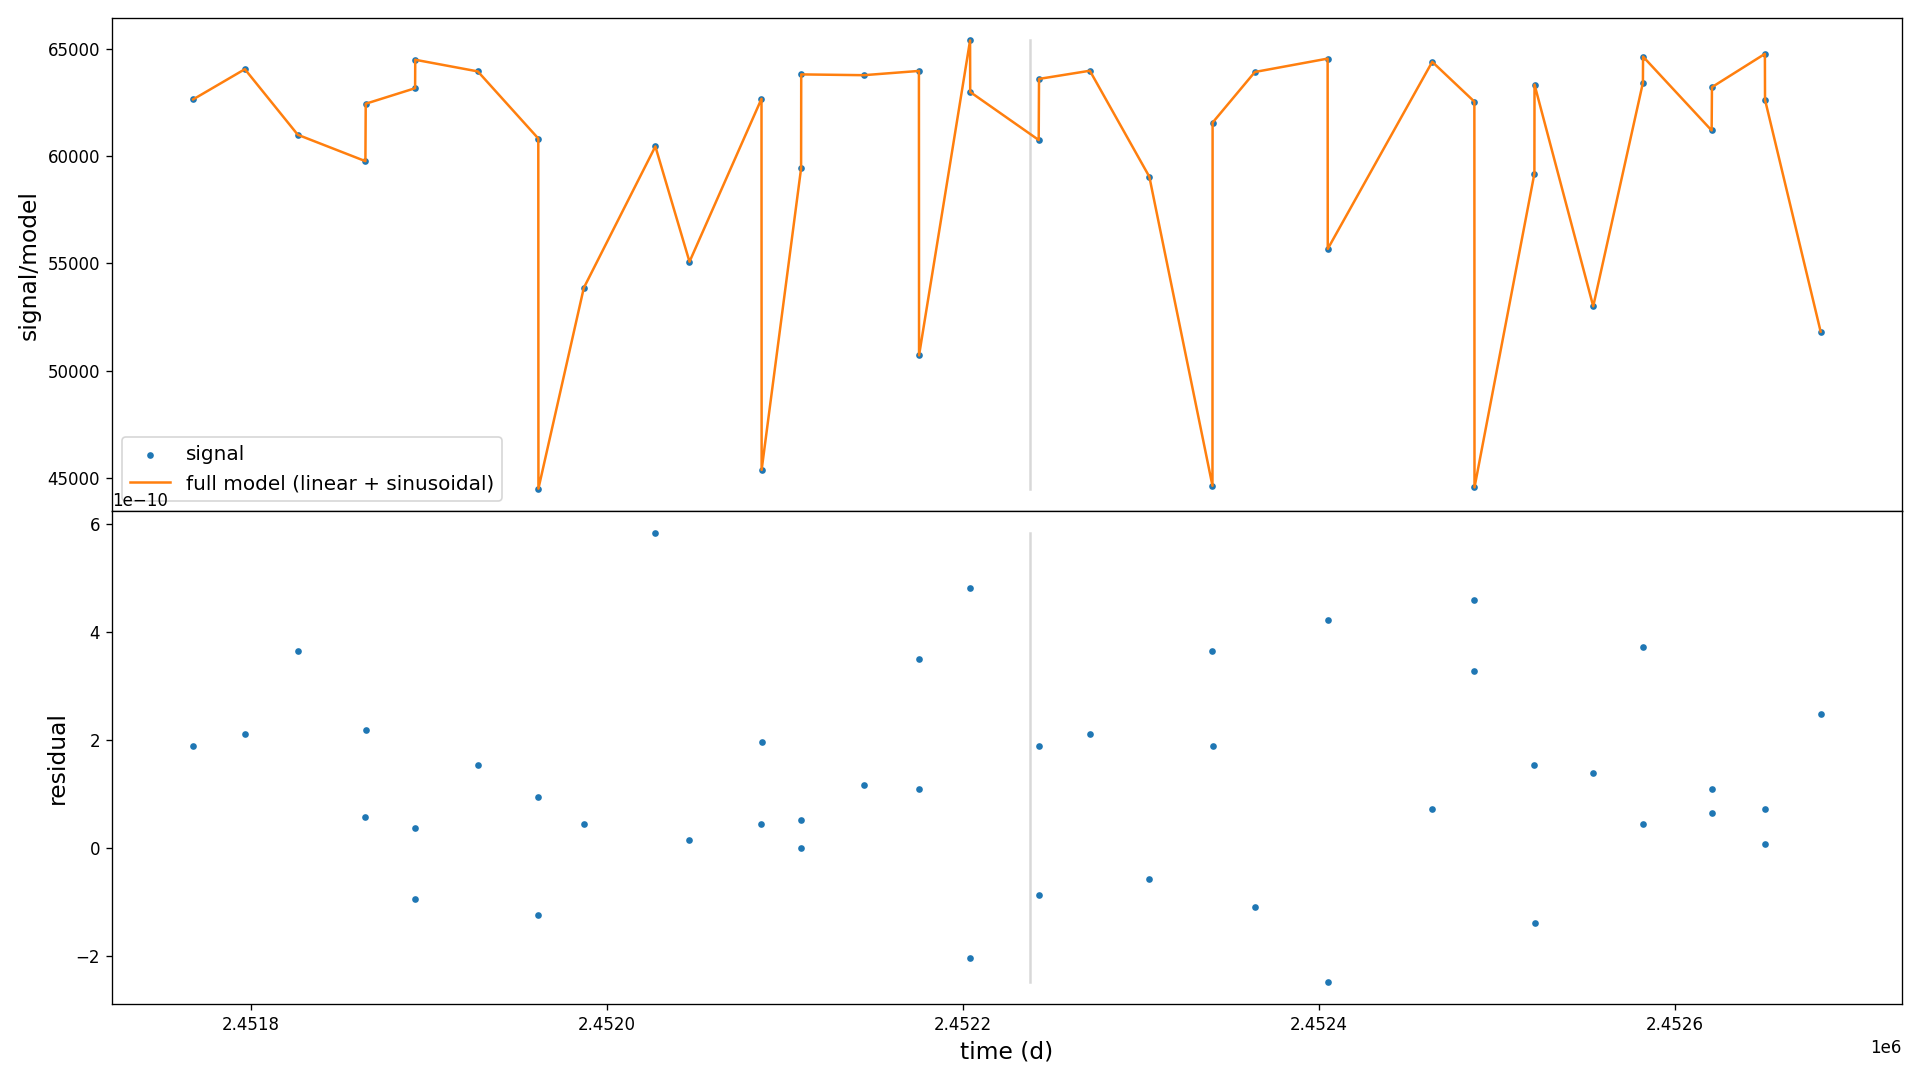 65000
60000
55000
50000
45000
signal/model
signal
full model (linear + sinusoidal)
1e−10
6
4
2
0
−2
residual
2.4518
2.4520
2.4522
2.4524
2.4526
time (d)
1e6